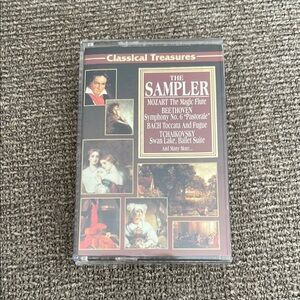 Classical Treasures
THE
SAMPLER
MOZART The Magic Flute
BEETHOVEN
Symphony No. 6 "Pastorale"
BACH Toccata And Fugue
TCHAIKOVSKY
Swan Lake, Ballet Suite
And Many More...